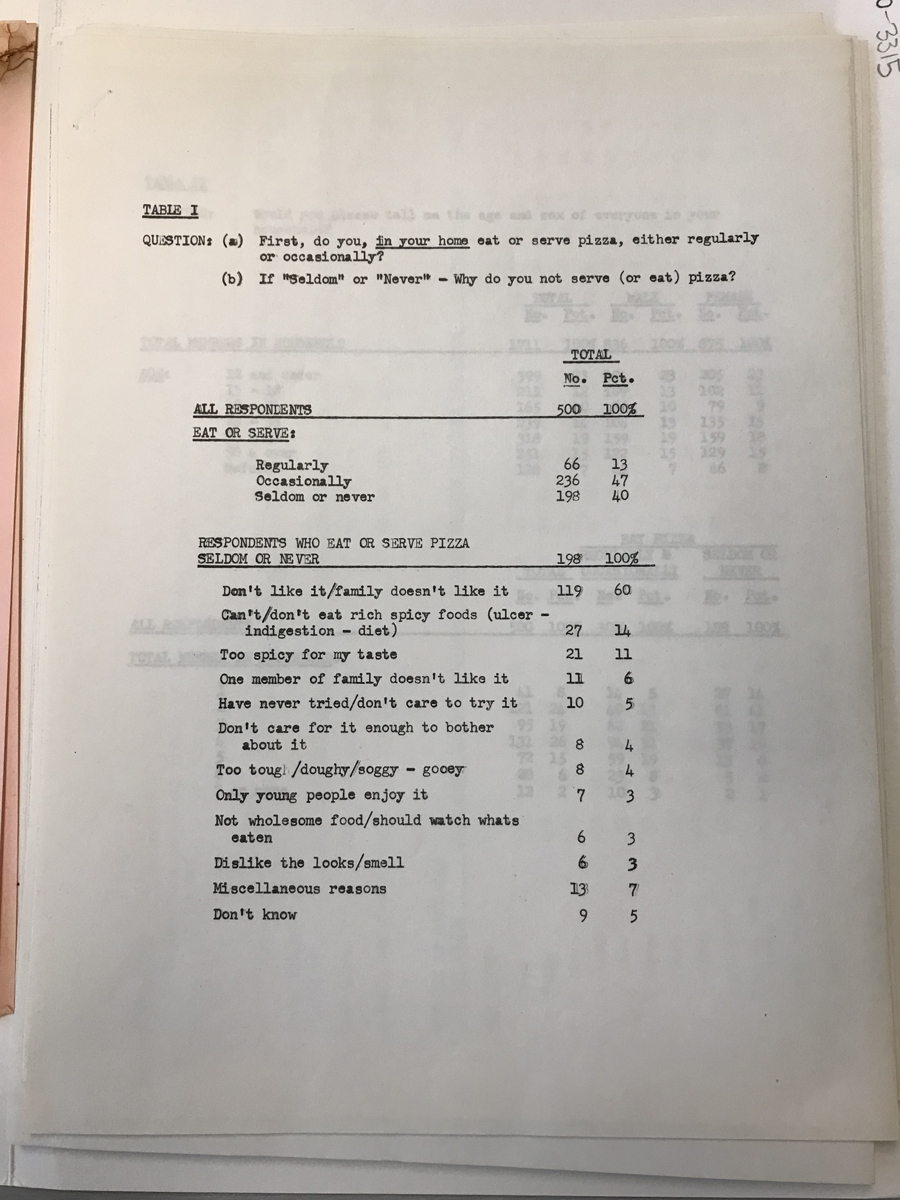 0-3315
TABLE I
QUESTION: (a) First, do you, in your home eat or serve pizza, either regularly
or occasionally?
(b) If "Seldom" or "Never" - Why do you not serve (or eat) pizza?
TOTAL
No. Pct.
ALL RESPONDENTS 500 100%
EAT OR SERVE:
Regularly 66 13
Occasionally 236 47
Seldom or never 198 40
RESPONDENTS WHO EAT OR SERVE PIZZA
SELDOM OR NEVER 198 100%
Don't like it/family doesn't like it 119 60
Can't/don't eat rich spicy foods (ulcer -
indigestion - diet) 27 14
Too spicy for my taste 21 11
One member of family doesn't like it 11 6
Have never tried/don't care to try it 10 5
Don't care for it enough to bother
about it 8 4
Too tough/doughy/soggy - gooey 8 4
Only young people enjoy it 7 3
Not wholesome food/should watch whats
eaten 6 3
Dislike the looks/smell 6 3
Miscellaneous reasons 13 7
Don't know 9 5